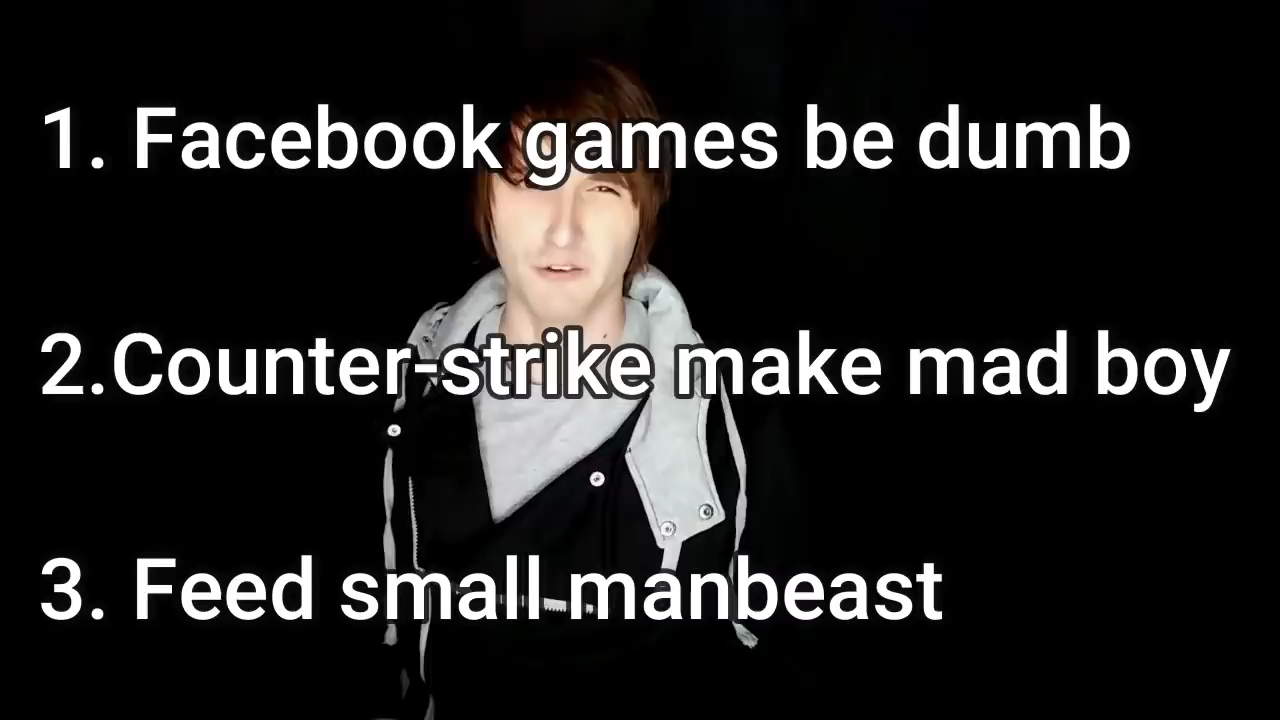 1. Facebook games be dumb
2.Counter-strike make mad boy
3. Feed small manbeast